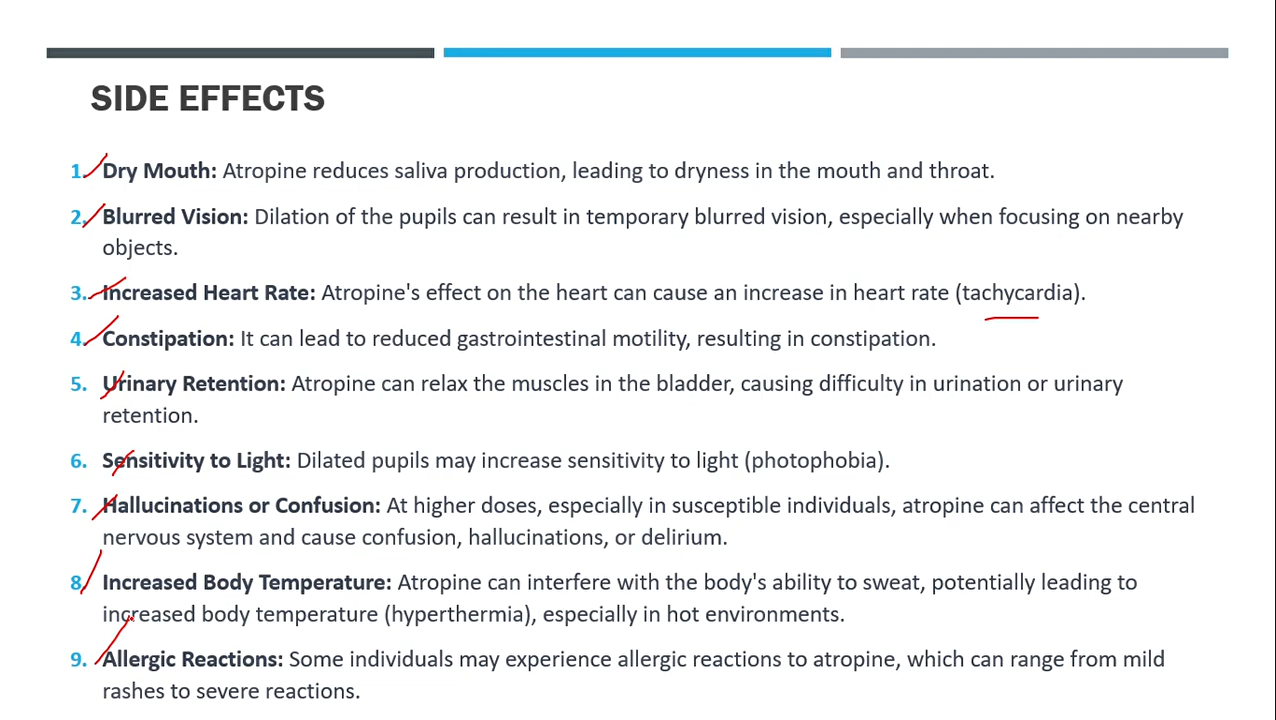 SIDE EFFECTS
1. Dry Mouth: Atropine reduces saliva production, leading to dryness in the mouth and throat.
2. Blurred Vision: Dilation of the pupils can result in temporary blurred vision, especially when focusing on nearby
objects.
3. Increased Heart Rate: Atropine's effect on the heart can cause an increase in heart rate (tachycardia).
4. Constipation: It can lead to reduced gastrointestinal motility, resulting in constipation.
5. Urinary Retention: Atropine can relax the muscles in the bladder, causing difficulty in urination or urinary
retention.
6. Sensitivity to Light: Dilated pupils may increase sensitivity to light (photophobia).
7. Hallucinations or Confusion: At higher doses, especially in susceptible individuals, atropine can affect the central
nervous system and cause confusion, hallucinations, or delirium.
8. Increased Body Temperature: Atropine can interfere with the body's ability to sweat, potentially leading to
increased body temperature (hyperthermia), especially in hot environments.
9. Allergic Reactions: Some individuals may experience allergic reactions to atropine, which can range from mild
rashes to severe reactions.